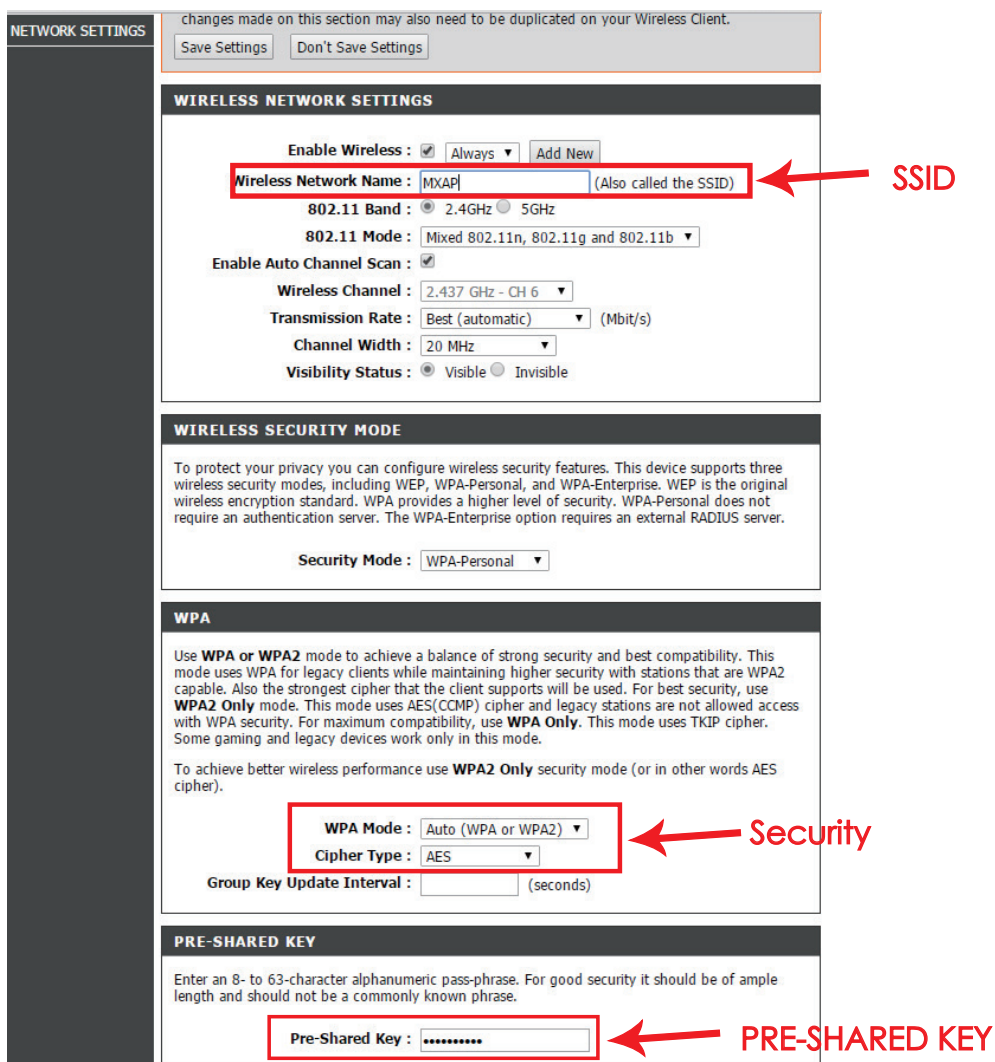 changes made on this section may also need to be duplicated on your Wireless Client.
NETWORK SETTINGS
Save Settings Don't Save Settings
WIRELESS NETWORK SETTINGS
Enable Wireless : Always Add New
Wireless Network Name : MXAP (Also called the SSID) SSID
802.11 Band : 2.4GHz 5GHz
802.11 Mode : Mixed 802.11n, 802.11g and 802.11b
Enable Auto Channel Scan :
Wireless Channel : 2.437 GHz - CH 6
Transmission Rate : Best (automatic) (Mbit/s)
Channel Width : 20 MHz
Visibility Status : Visible Invisible
WIRELESS SECURITY MODE
To protect your privacy you can configure wireless security features. This device supports three
wireless security modes, including WEP, WPA-Personal, and WPA-Enterprise. WEP is the original
wireless encryption standard. WPA provides a higher level of security. WPA-Personal does not
require an authentication server. The WPA-Enterprise option requires an external RADIUS server.
Security Mode : WPA-Personal
WPA
Use WPA or WPA2 mode to achieve a balance of strong security and best compatibility. This
mode uses WPA for legacy clients while maintaining higher security with stations that are WPA2
capable. Also the strongest cipher that the client supports will be used. For best security, use
WPA2 Only mode. This mode uses AES(CCMP) cipher and legacy stations are not allowed access
with WPA security. For maximum compatibility, use WPA Only. This mode uses TKIP cipher.
Some gaming and legacy devices work only in this mode.
To achieve better wireless performance use WPA2 Only security mode (or in other words AES
cipher).
WPA Mode : Auto (WPA or WPA2) Security
Cipher Type : AES
Group Key Update Interval : (seconds)
PRE-SHARED KEY
Enter an 8- to 63-character alphanumeric pass-phrase. For good security it should be of ample
length and should not be a commonly known phrase.
Pre-Shared Key : •••••••••• PRE-SHARED KEY